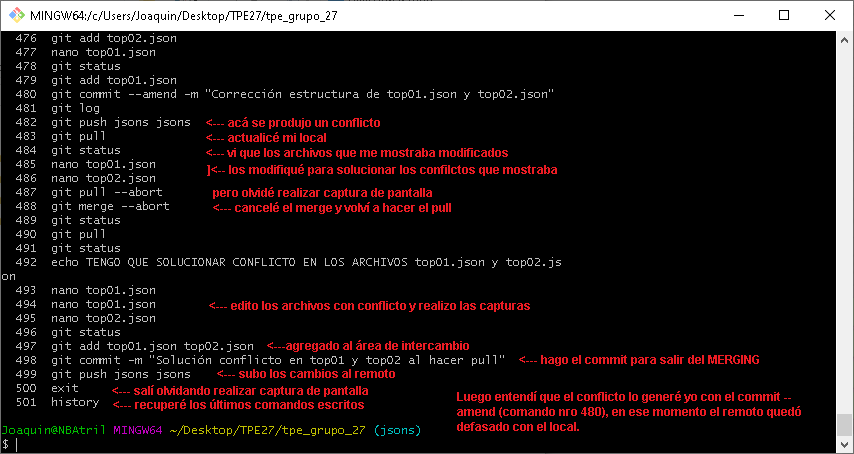 MINGW64:/c/Users/Joaquin/Desktop/TPE27/tpe_grupo_27
476 git add top02.json
477 nano top01.json
478 git status
479 git add top01.json
480 git commit --amend -m "Corrección estructura de top01.json y top02.json"
481 git log
482 git push jsons jsons <--- acá se produjo un conflicto
483 git pull <--- actualicé mi local
484 git status <--- vi que los archivos que me mostraba modificados
485 nano top01.json ]<-- los modifiqué para solucionar los confilctos que mostraba
486 nano top02.json
487 git pull --abort pero olvidé realizar captura de pantalla
488 git merge --abort <--- cancelé el merge y volví a hacer el pull
489 git status
490 git pull
491 git status
492 echo TENGO QUE SOLUCIONAR CONFLICTO EN LOS ARCHIVOS top01.json y top02.js
on
493 nano top01.json
494 nano top01.json <--- edito los archivos con conflicto y realizo las capturas
495 nano top02.json
496 git status
497 git add top01.json top02.json <---agregado al área de intercambio
498 git commit -m "Solución conflicto en top01 y top02 al hacer pull" <--- hago el commit para salir del MERGING
499 git push jsons jsons <--- subo los cambios al remoto
500 exit <--- salí olvidando realizar captura de pantalla
501 history <--- recuperé los últimos comandos escritos
Luego entendí que el conflicto lo generé yo con el commit --
amend (comando nro 480), en ese momento el remoto quedó
defasado con el local.
Joaquin@NBAtril MINGW64 ~/Desktop/TPE27/tpe_grupo_27 (jsons)
$